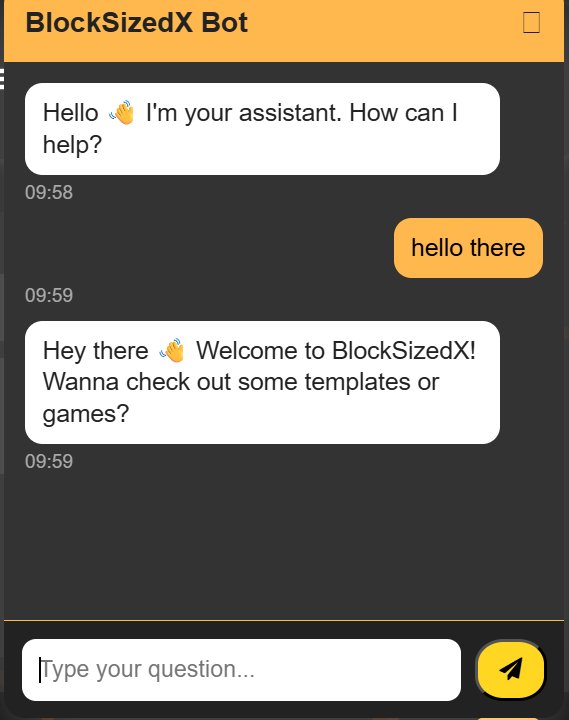 BlockSizedX Bot
Hello 👋 I'm your assistant. How can I
help?
09:58
hello there
09:59
Hey there 👋 Welcome to BlockSizedX!
Wanna check out some templates or
games?
09:59
Type your question...